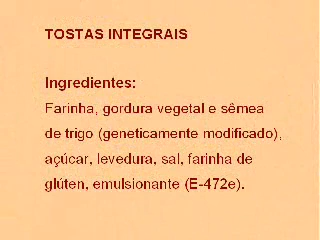 TOSTAS INTEGRAIS
Ingredientes:
Farinha, gordura vegetal e sêmea
de trigo (geneticamente modificado),
açúcar, levedura, sal, farinha de
glúten, emulsionante (E-472e).